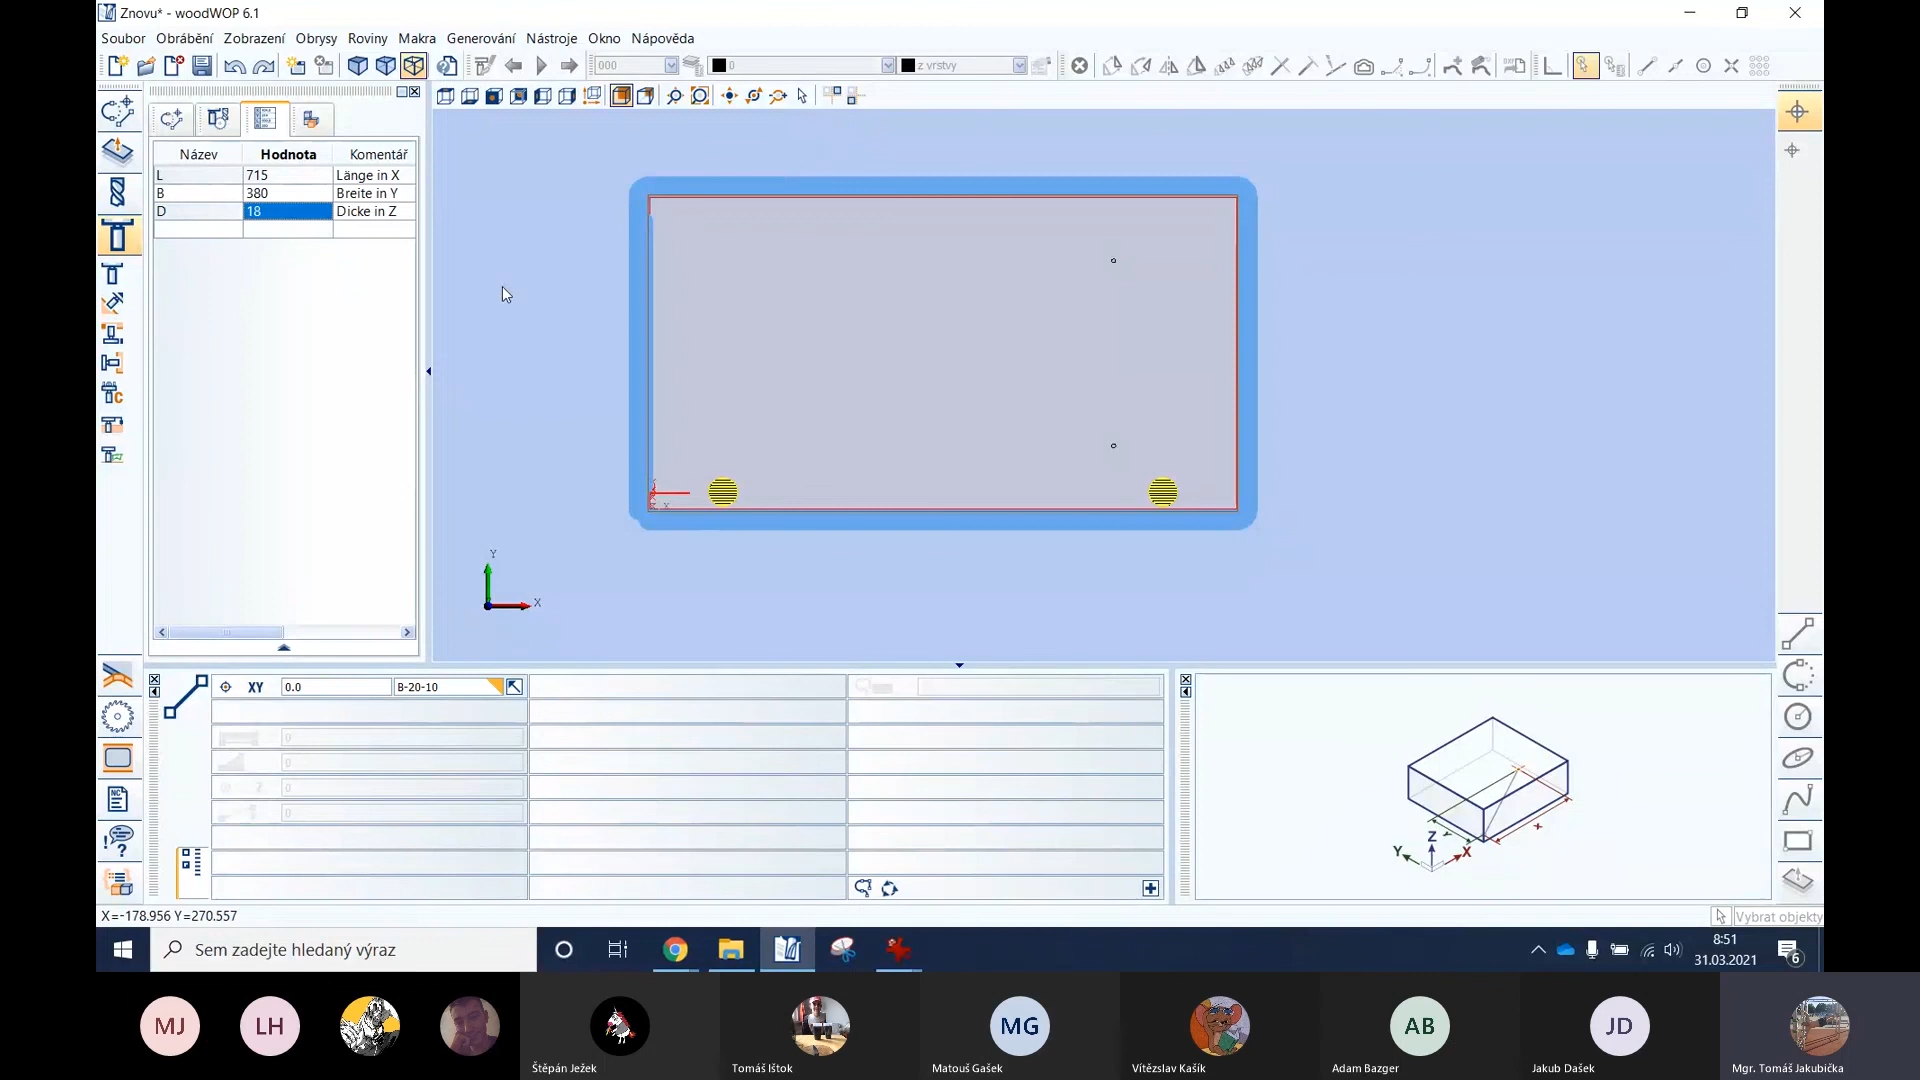 Znovu* - woodWOP 6.1
Soubor Obrábění Zobrazení Obrysy Roviny Makra Generování Nástroje Okno Nápověda
000 0 z vrstvy
Název Hodnota Komentář
L 715 Länge in X
B 380 Breite in Y
D 18 Dicke in Z
X
Y
X
XY 0.0 B-20-10
0
0
Z 0
0
Z
Y X
X=-178.956 Y=270.557
Vybrat objekty
Sem zadejte hledaný výraz
8:51
31.03.2021
6
MJ LH MG AB JD
Štěpán Ježek Tomáš Ištok Matouš Gašek Vítězslav Kašík Adam Bazger Jakub Dašek Mgr. Tomáš Jakubička